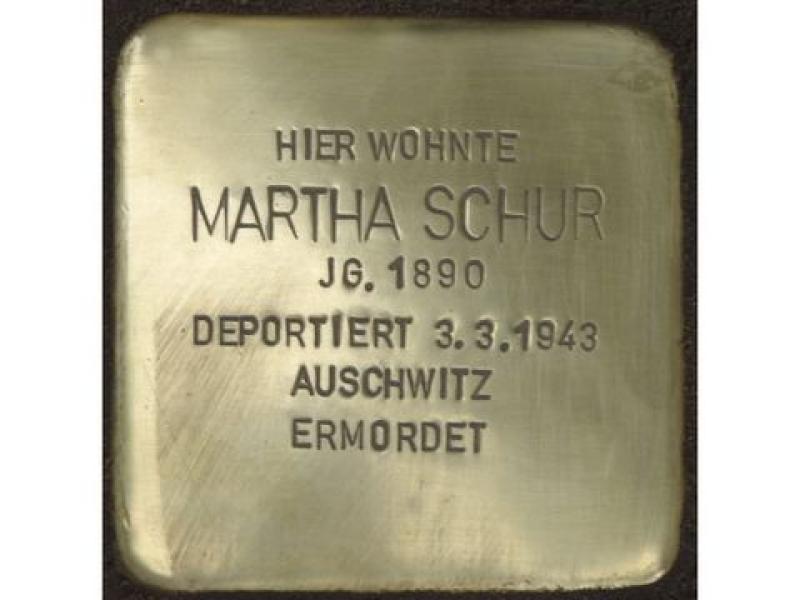 HIER WOHNTE
MARTHA SCHUR
JG. 1890
DEPORTIERT 3.3.1943
AUSCHWITZ
ERMORDET